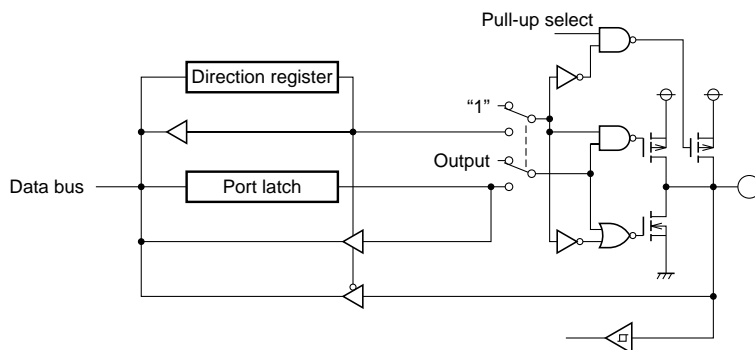 Pull-up select
Direction register
“1”
Output
Data bus
Port latch